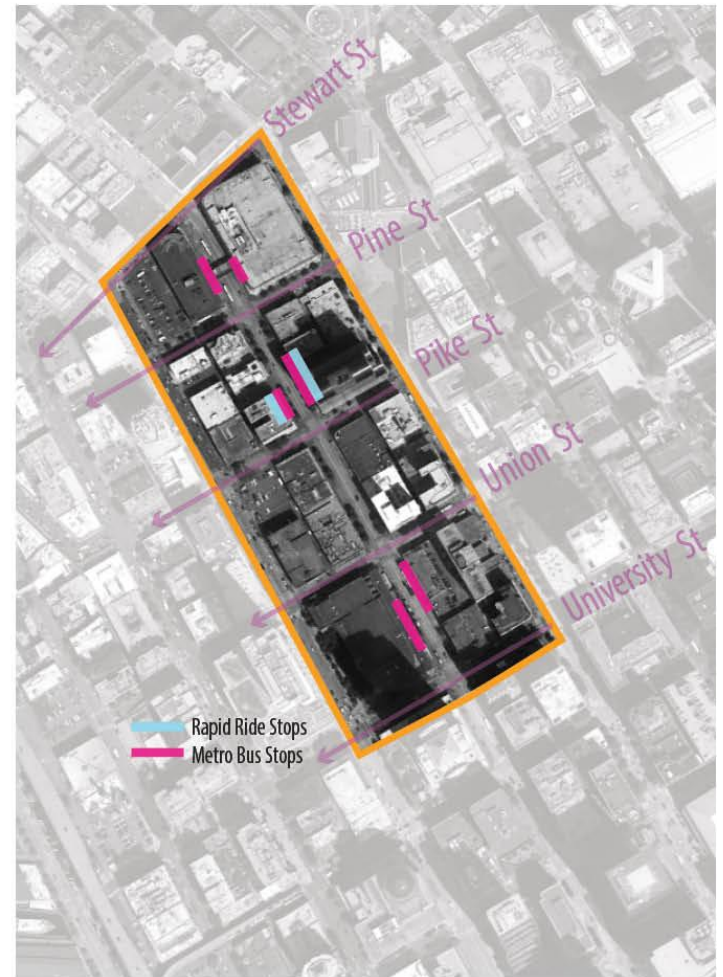 Stewart St
Pine St
Pike St
Union St
University St
Rapid Ride Stops
Metro Bus Stops